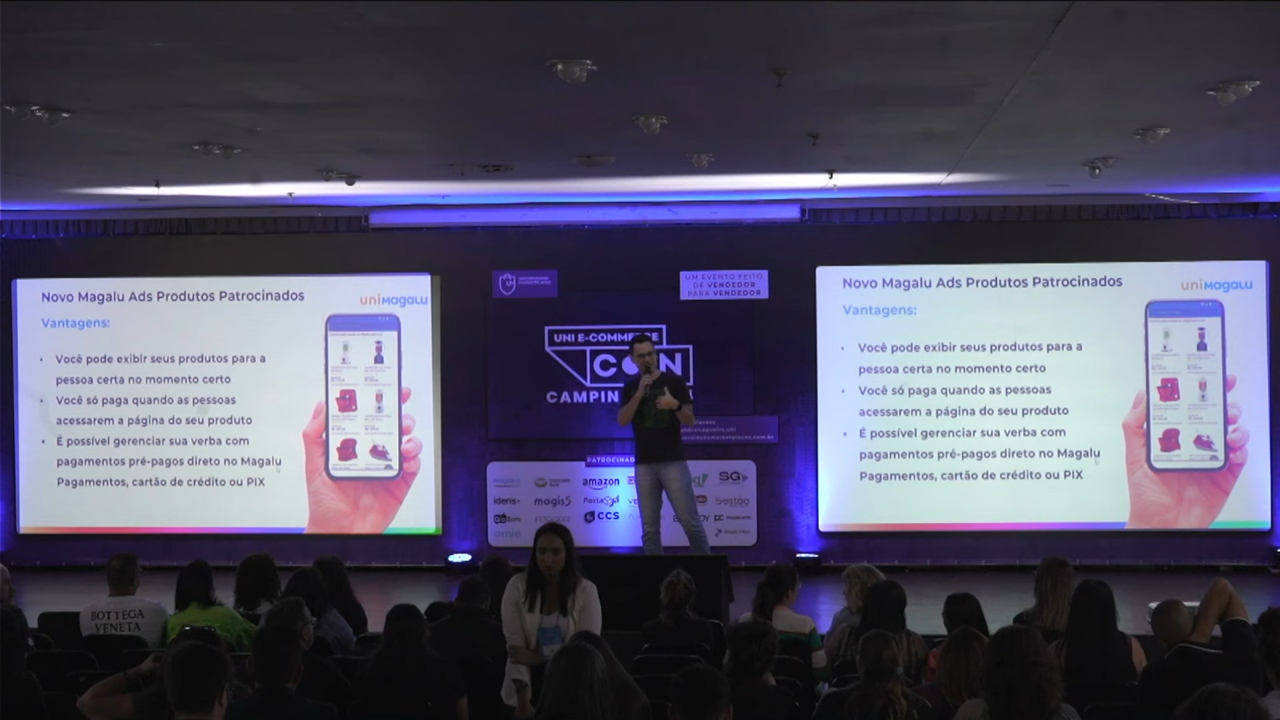 Novo Magalu Ads Produtos Patrocinados
uniMagalu
Vantagens:
• Você pode exibir seus produtos para a
pessoa certa no momento certo
• Você só paga quando as pessoas
acessarem a página do seu produto
• É possível gerenciar sua verba com
pagamentos pré-pagos direto no Magalu
Pagamentos, cartão de crédito ou PIX
UM EVENTO FEITO
DE VENDEDOR
PARA VENDEDOR
UNI E-COMMERCE
CON
CAMPIN
PATROCINAD
amazon
SG
ideris
magis5
CCS
Novo Magalu Ads Produtos Patrocinados
uniMagalu
Vantagens:
• Você pode exibir seus produtos para a
pessoa certa no momento certo
• Você só paga quando as pessoas
acessarem a página do seu produto
• É possível gerenciar sua verba com
pagamentos pré-pagos direto no Magalu
Pagamentos, cartão de crédito ou PIX
BOTTEGA
VENETA